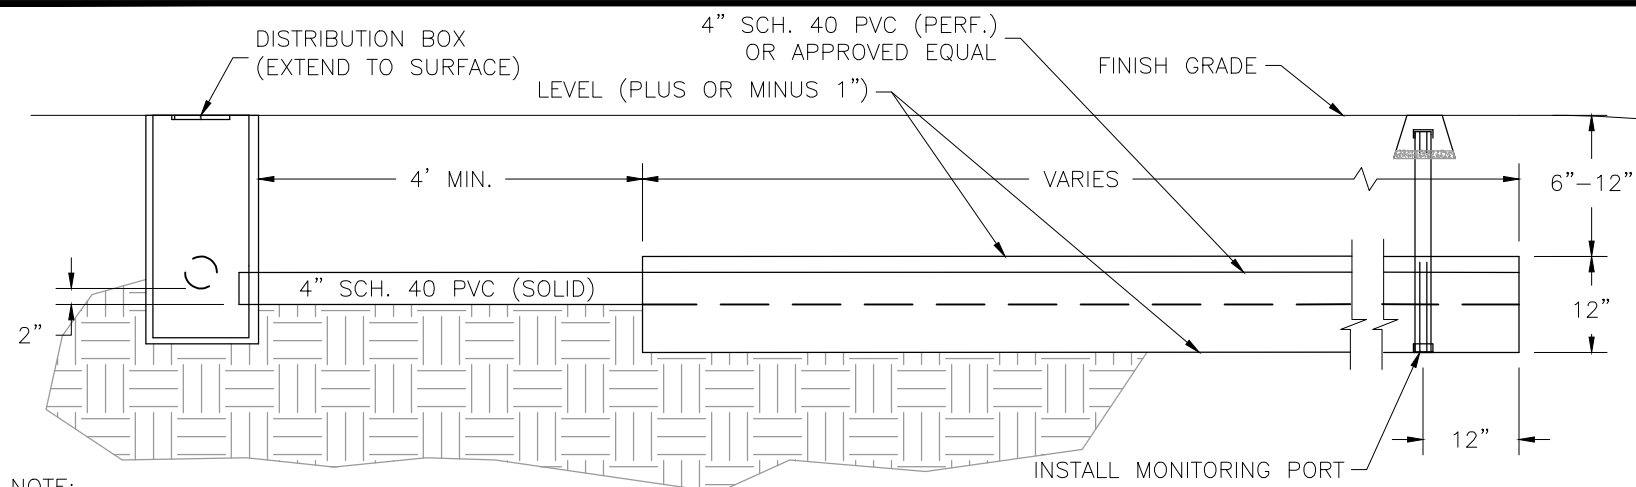 4” SCH. 40 PVC (PERF.)
OR APPROVED EQUAL
DISTRIBUTION BOX
(EXTEND TO SURFACE)
FINISH GRADE
LEVEL (PLUS OR MINUS 1”)
4’ MIN.
VARIES
6”–12”
4” SCH. 40 PVC (SOLID)
2”
12”
12”
INSTALL MONITORING PORT
NOTE: